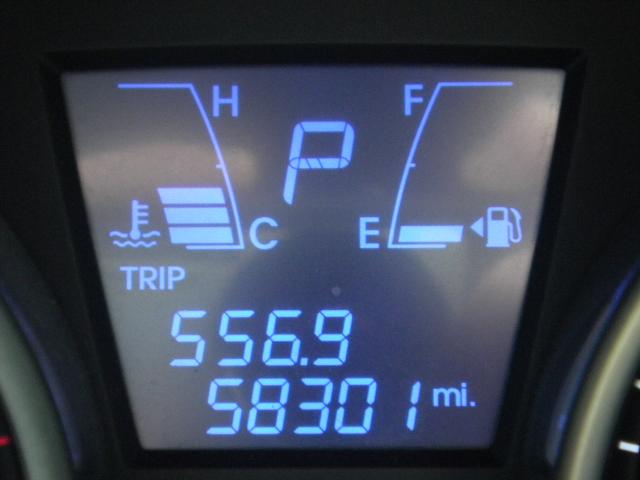 H F
P
C E
TRIP
556.9
58301 mi.